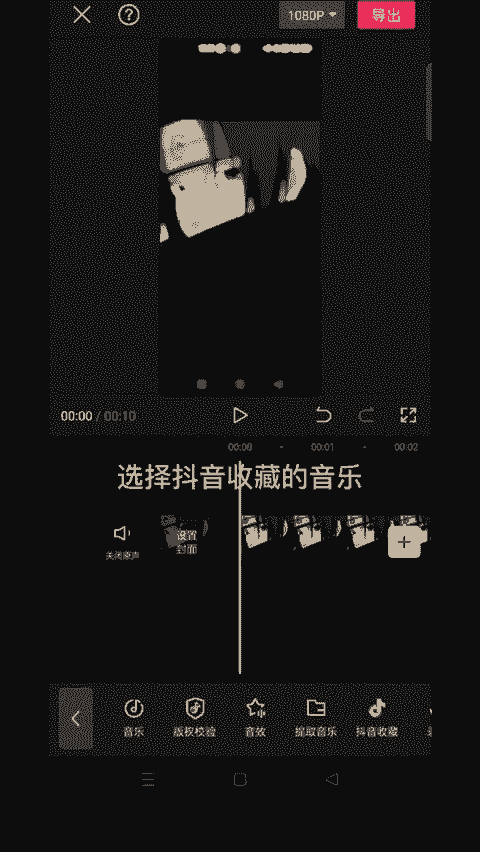 1080P 导出
00:00 / 00:10
00:00 00:01 00:02
选择抖音收藏的音乐
关闭原声
设置
封面
音乐 版权校验 音效 提取音乐 抖音收藏